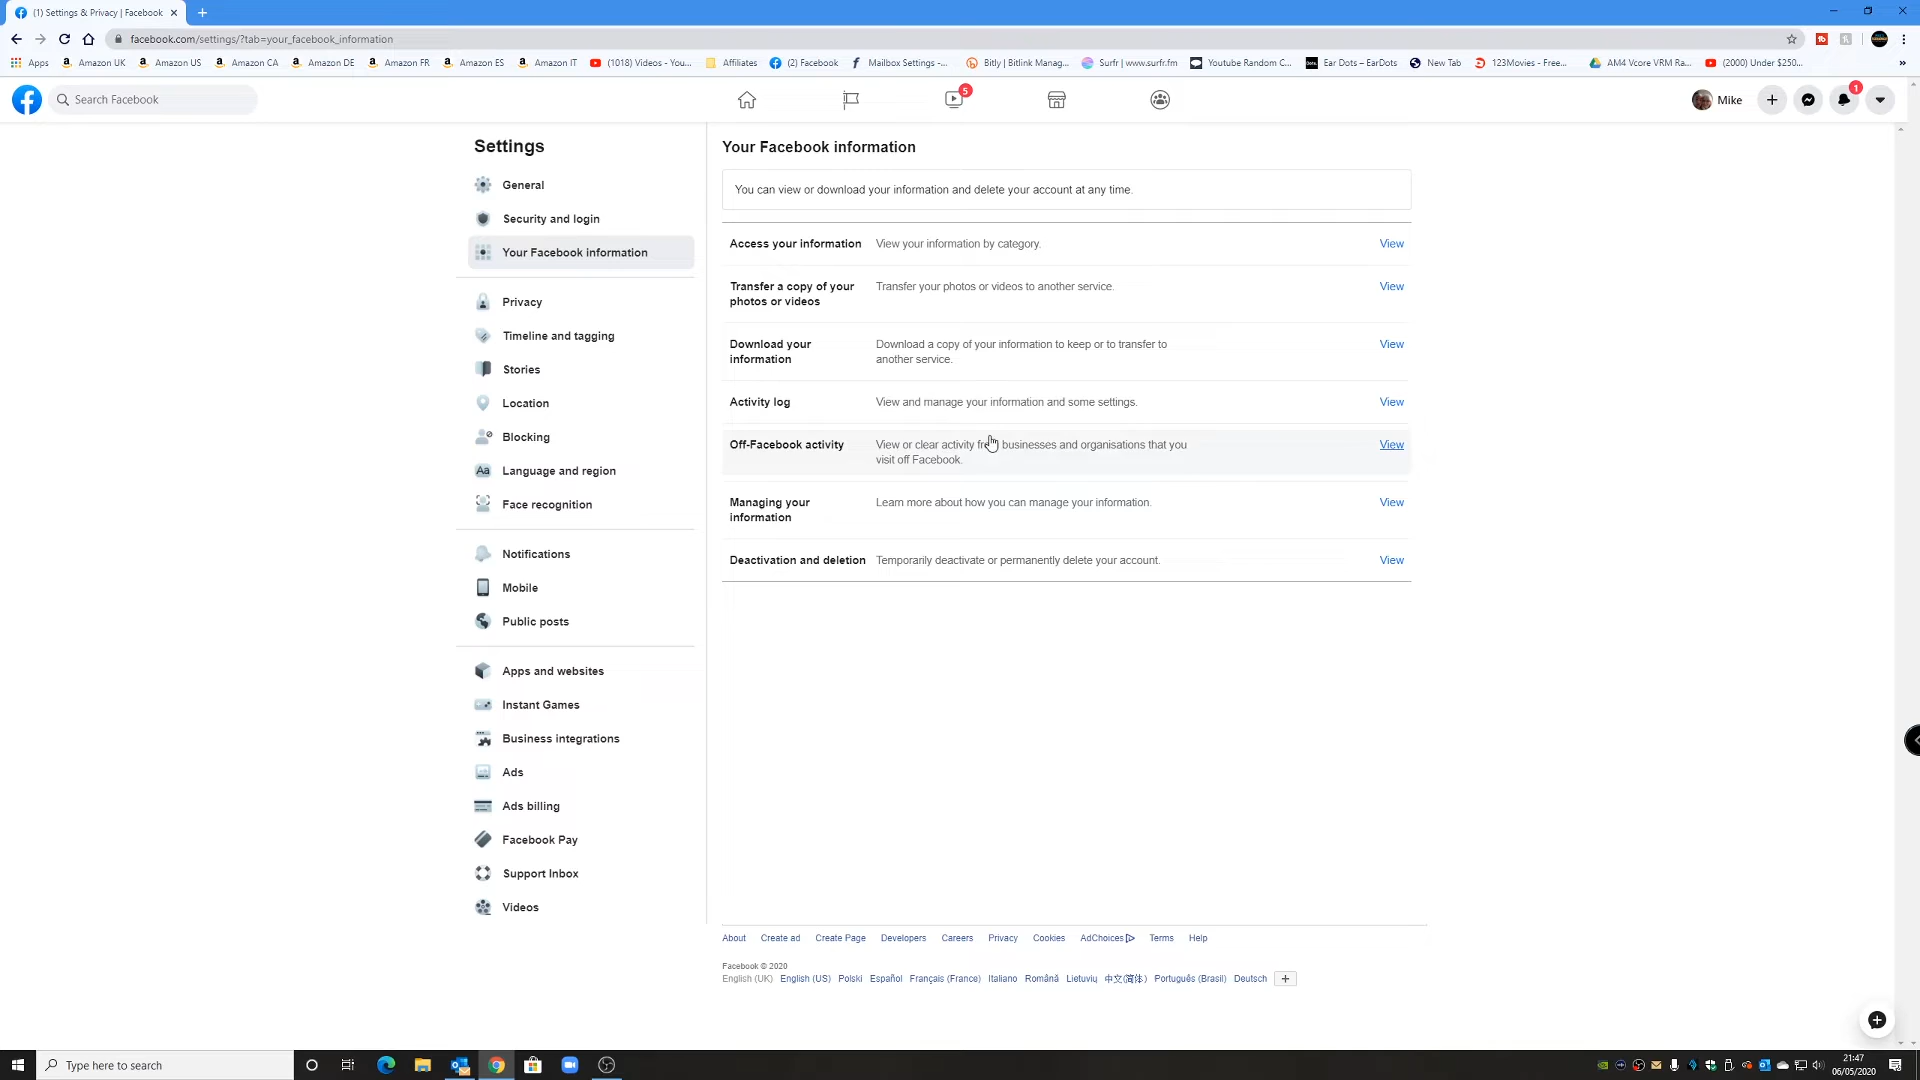 (1) Settings & Privacy | Facebook
facebook.com/settings/?tab=your_facebook_information
Apps
Amazon UK
Amazon US
Amazon CA
Amazon DE
Amazon FR
Amazon ES
Amazon IT
(1018) Videos - You...
Affiliates
(2) Facebook
Mailbox Settings -...
Bitly | Bitlink Manag...
Surfr | www.surfr.fm
Youtube Random C...
Ear Dots – EarDots
New Tab
123Movies - Free...
AM4 Vcore VRM Ra...
(2000) Under $250...
Search Facebook
5
Mike
1
Settings
General
Security and login
Your Facebook information
Privacy
Timeline and tagging
Stories
Location
Blocking
Language and region
Face recognition
Notifications
Mobile
Public posts
Apps and websites
Instant Games
Business integrations
Ads
Ads billing
Facebook Pay
Support Inbox
Videos
Your Facebook information
You can view or download your information and delete your account at any time.
Access your information View your information by category. View
Transfer a copy of your photos or videos Transfer your photos or videos to another service. View
Download your information Download a copy of your information to keep or to transfer to another service. View
Activity log View and manage your information and some settings. View
Off-Facebook activity View or clear activity businesses and organisations that you visit off Facebook. View
Managing your information Learn more about how you can manage your information. View
Deactivation and deletion Temporarily deactivate or permanently delete your account. View
About Create ad Create Page Developers Careers Privacy Cookies AdChoices Terms Help
Facebook © 2020
English (UK) English (US) Polski Español Français (France) Italiano Română Lietuvių 中文(简体) Português (Brasil) Deutsch
Type here to search
21:47
06/05/2020